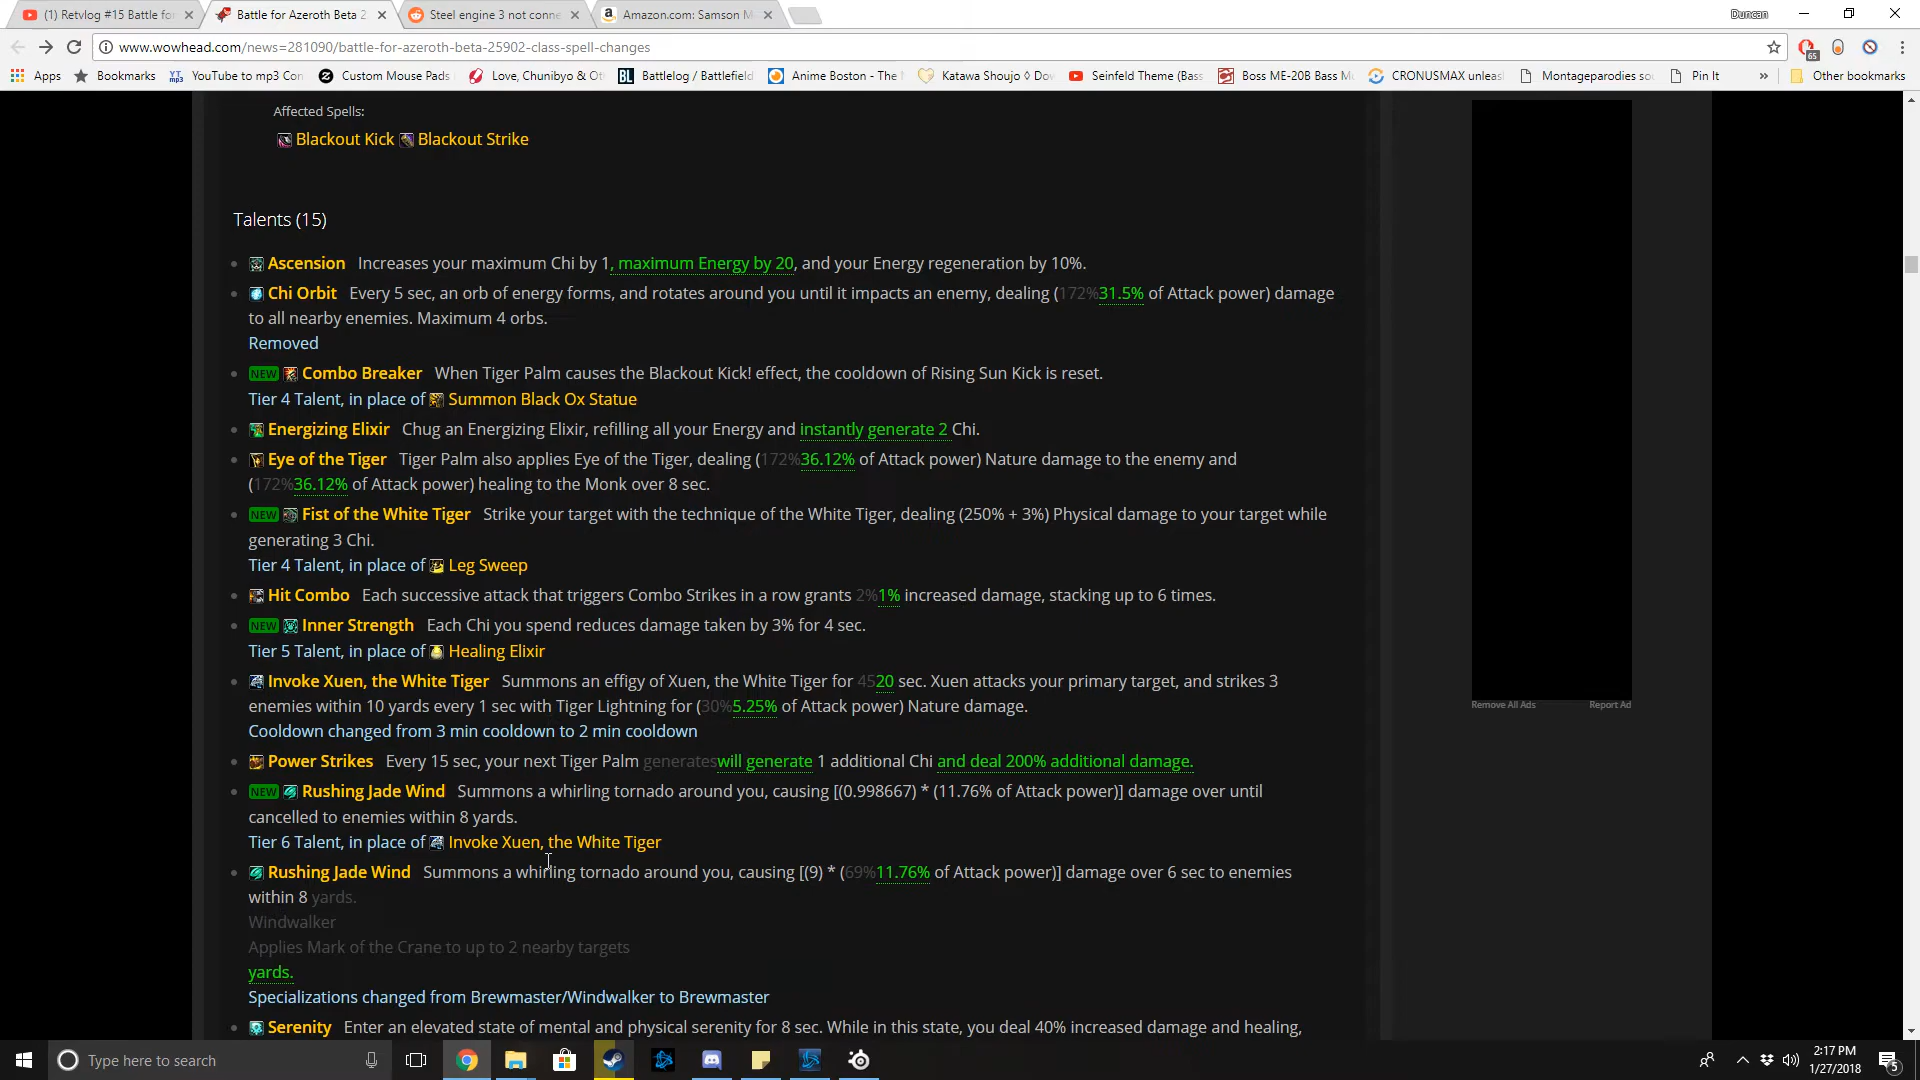 (1) Retvlog #15 Battle fo
Battle for Azeroth Beta 2
Steel engine 3 not conne
Amazon.com: Samson M
Duncan
www.wowhead.com/news=281090/battle-for-azeroth-beta-25902-class-spell-changes
65
Apps Bookmarks YouTube to mp3 Con Custom Mouse Pads Love, Chunibyo & Ot Battlelog / Battlefield Anime Boston - The Katawa Shoujo ◊ Dov Seinfeld Theme (Bass Boss ME-20B Bass M CRONUSMAX unleas Montageparodies so Pin It » Other bookmarks
Affected Spells:
Blackout Kick Blackout Strike
Talents (15)
Ascension Increases your maximum Chi by 1, maximum Energy by 20, and your Energy regeneration by 10%.
Chi Orbit Every 5 sec, an orb of energy forms, and rotates around you until it impacts an enemy, dealing (172%31.5% of Attack power) damage
to all nearby enemies. Maximum 4 orbs.
Removed
NEW Combo Breaker When Tiger Palm causes the Blackout Kick! effect, the cooldown of Rising Sun Kick is reset.
Tier 4 Talent, in place of Summon Black Ox Statue
Energizing Elixir Chug an Energizing Elixir, refilling all your Energy and instantly generate 2 Chi.
Eye of the Tiger Tiger Palm also applies Eye of the Tiger, dealing (172%36.12% of Attack power) Nature damage to the enemy and
(172%36.12% of Attack power) healing to the Monk over 8 sec.
NEW Fist of the White Tiger Strike your target with the technique of the White Tiger, dealing (250% + 3%) Physical damage to your target while
generating 3 Chi.
Tier 4 Talent, in place of Leg Sweep
Hit Combo Each successive attack that triggers Combo Strikes in a row grants 2%1% increased damage, stacking up to 6 times.
NEW Inner Strength Each Chi you spend reduces damage taken by 3% for 4 sec.
Tier 5 Talent, in place of Healing Elixir
Invoke Xuen, the White Tiger Summons an effigy of Xuen, the White Tiger for 4520 sec. Xuen attacks your primary target, and strikes 3
enemies within 10 yards every 1 sec with Tiger Lightning for (30%5.25% of Attack power) Nature damage.
Cooldown changed from 3 min cooldown to 2 min cooldown
Power Strikes Every 15 sec, your next Tiger Palm generateswill generate 1 additional Chi and deal 200% additional damage.
NEW Rushing Jade Wind Summons a whirling tornado around you, causing [(0.998667) * (11.76% of Attack power)] damage over until
cancelled to enemies within 8 yards.
Tier 6 Talent, in place of Invoke Xuen, the White Tiger
Rushing Jade Wind Summons a whirling tornado around you, causing [(9) * (69%11.76% of Attack power)] damage over 6 sec to enemies
within 8 yards.
Windwalker
Applies Mark of the Crane to up to 2 nearby targets
yards.
Specializations changed from Brewmaster/Windwalker to Brewmaster
Serenity Enter an elevated state of mental and physical serenity for 8 sec. While in this state, you deal 40% increased damage and healing,
Remove All Ads Report Ad
Type here to search
2:17 PM
1/27/2018
5